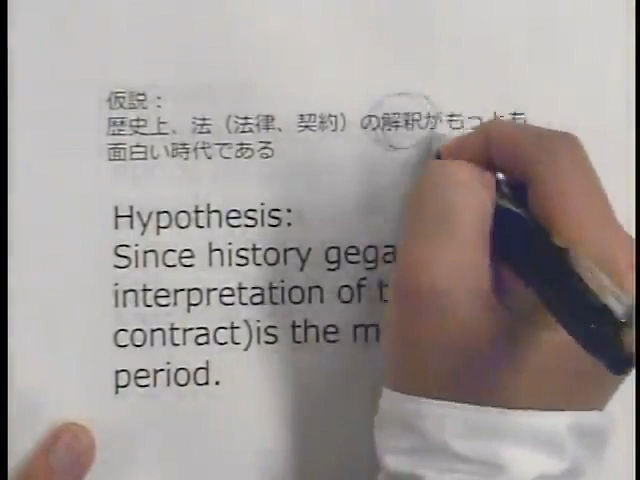 仮説：
歴史上、法（法律、契約）の解釈がもっとも
面白い時代である
Hypothesis:
Since history gega
interpretation of t
contract)is the m
period.